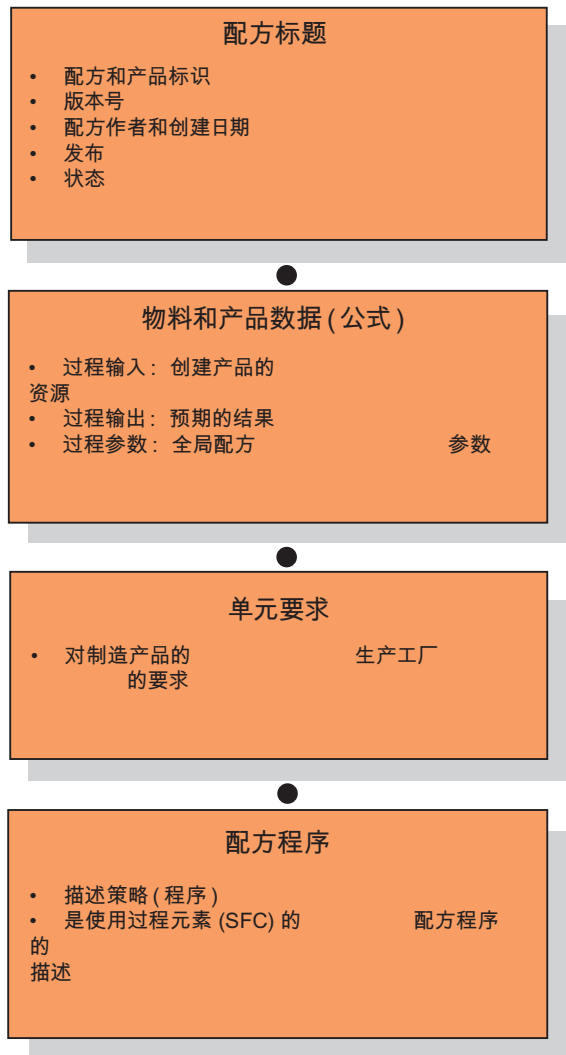 配方标题
• 配方和产品标识
• 版本号
• 配方作者和创建日期
• 发布
• 状态
物料和产品数据 ( 公式 )
• 过程输入 : 创建产品的
资源
• 过程输出 : 预期的结果
• 过程参数 : 全局配方 参数
单元要求
• 对制造产品的 生产工厂
的要求
配方程序
• 描述策略 ( 程序 )
• 是使用过程元素 (SFC) 的 配方程序
的
描述